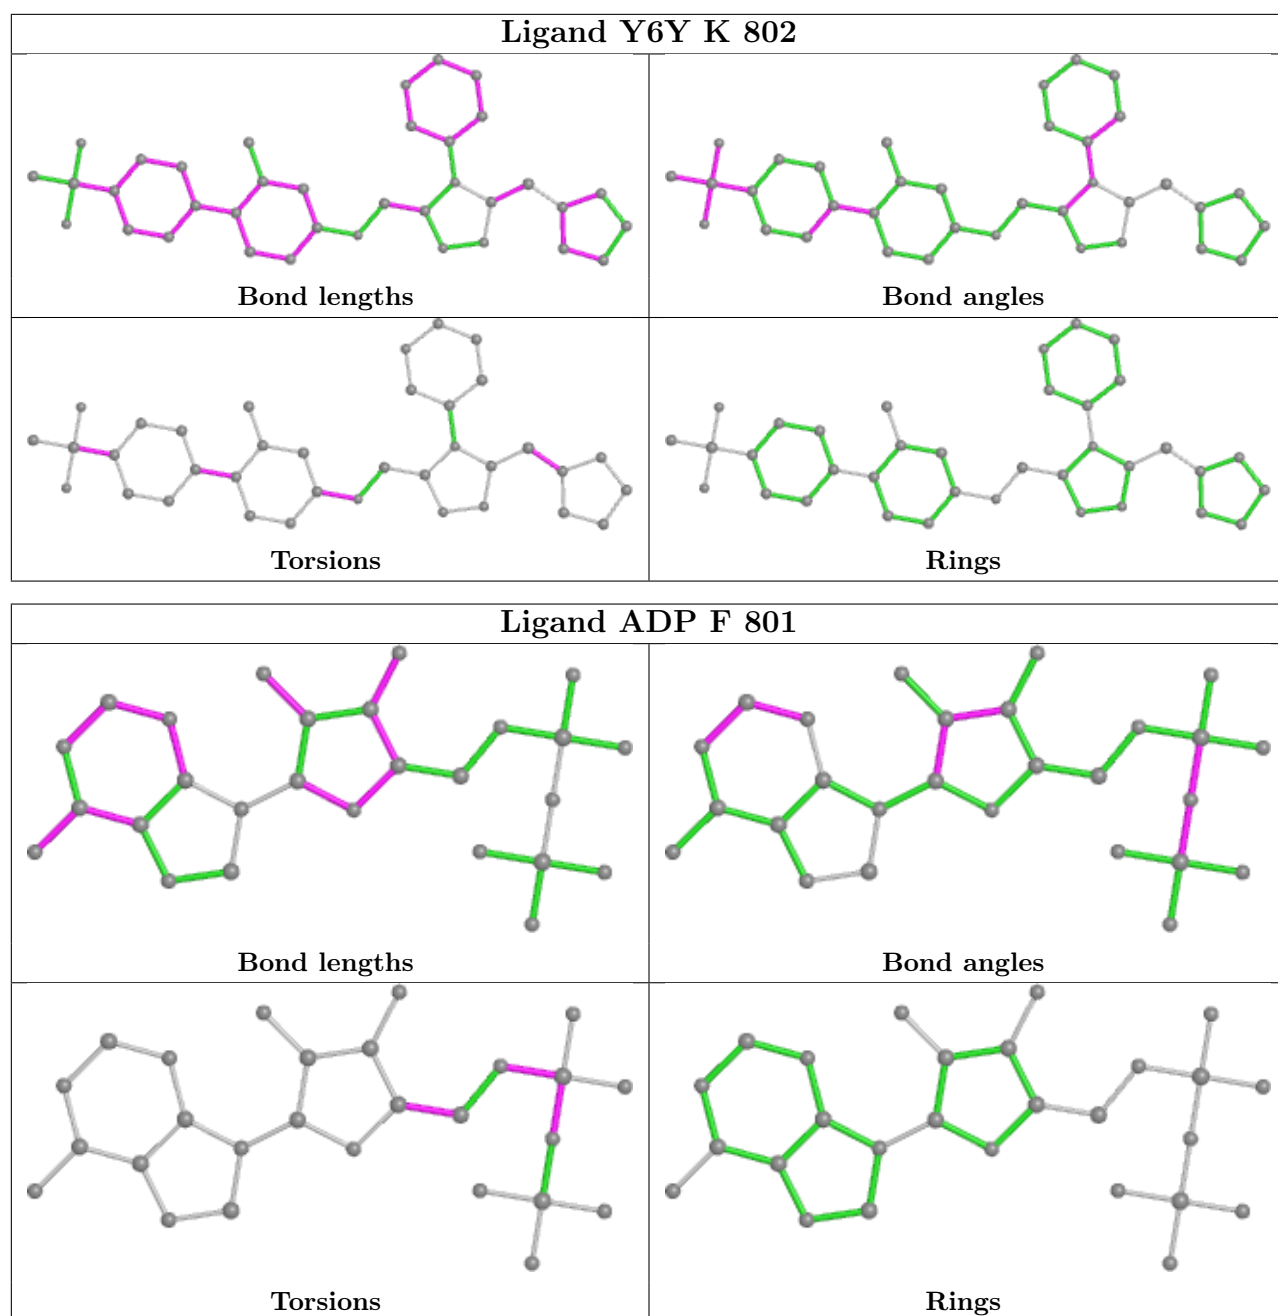 Ligand Y6Y K 802
Bond lengths
Bond angles
Torsions
Rings
Ligand ADP F 801
Bond lengths
Bond angles
Torsions
Rings